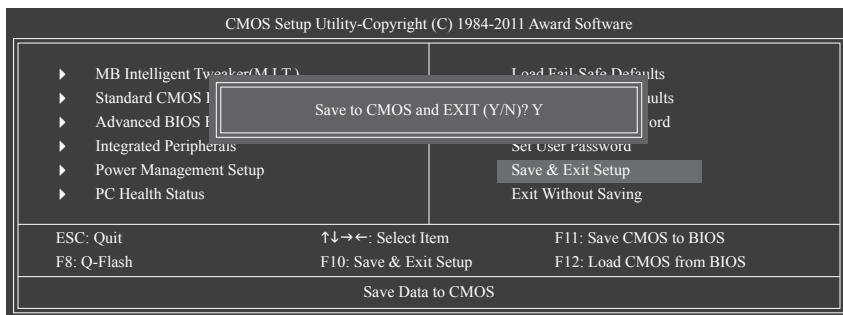 CMOS Setup Utility-Copyright (C) 1984-2011 Award Software
MB Intelligent Tweaker(M.I.T.)
Standard CMOS
Advanced BIOS
Integrated Peripherals
Power Management Setup
PC Health Status
Load Fail-Safe Defaults
Set User Password
Save & Exit Setup
Exit Without Saving
Save to CMOS and EXIT (Y/N)? Y
ESC: Quit
↑↓→←: Select Item
F11: Save CMOS to BIOS
F8: Q-Flash
F10: Save & Exit Setup
F12: Load CMOS from BIOS
Save Data to CMOS